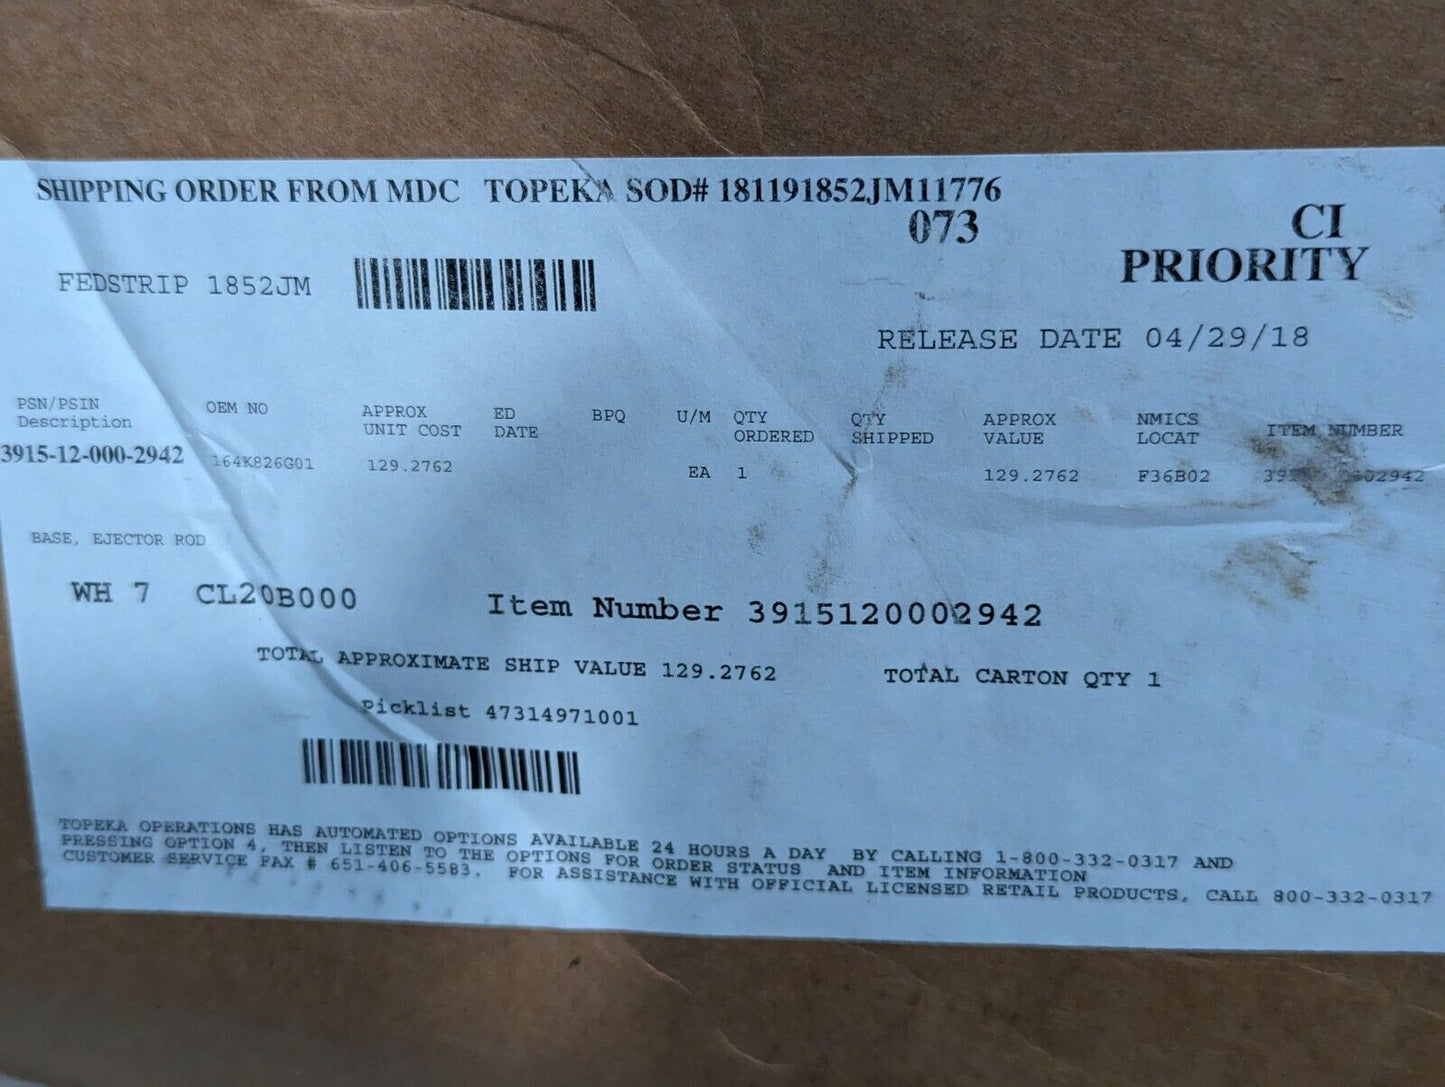 SHIPPING ORDER FROM MDC TOPEKA SOD# 181191852JM11776
073 CI
PRIORITY
FEDSTRIP 1852JM
RELEASE DATE 04/29/18
PSN/PSIN OEM NO APPROX ED BPQ U/M QTY QTY APPROX NMICS ITEM NUMBER
Description UNIT COST DATE ORDERED SHIPPED VALUE LOCAT
3915-12-000-2942 164K826G01 129.2762 EA 1 129.2762 F36B02
BASE, EJECTOR ROD
WH 7 CL20B000 Item Number 3915120002942
TOTAL APPROXIMATE SHIP VALUE 129.2762 TOTAL CARTON QTY 1
Picklist 47314971001
TOPEKA OPERATIONS HAS AUTOMATED OPTIONS AVAILABLE 24 HOURS A DAY BY CALLING 1-800-332-0317 AND
PRESSING OPTION 4, THEN LISTEN TO THE OPTIONS FOR ORDER STATUS AND ITEM INFORMATION
CUSTOMER SERVICE FAX # 651-406-5583. FOR ASSISTANCE WITH OFFICIAL LICENSED RETAIL PRODUCTS, CALL 800-332-0317